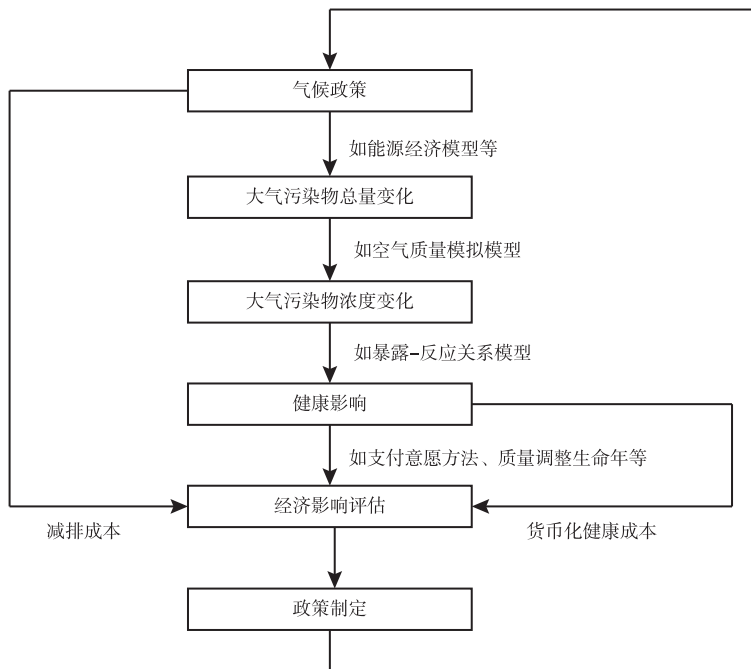 气候政策
如能源经济模型等
大气污染物总量变化
如空气质量模拟模型
大气污染物浓度变化
如暴露-反应关系模型
健康影响
如支付意愿方法、质量调整生命年等
经济影响评估
减排成本
货币化健康成本
政策制定